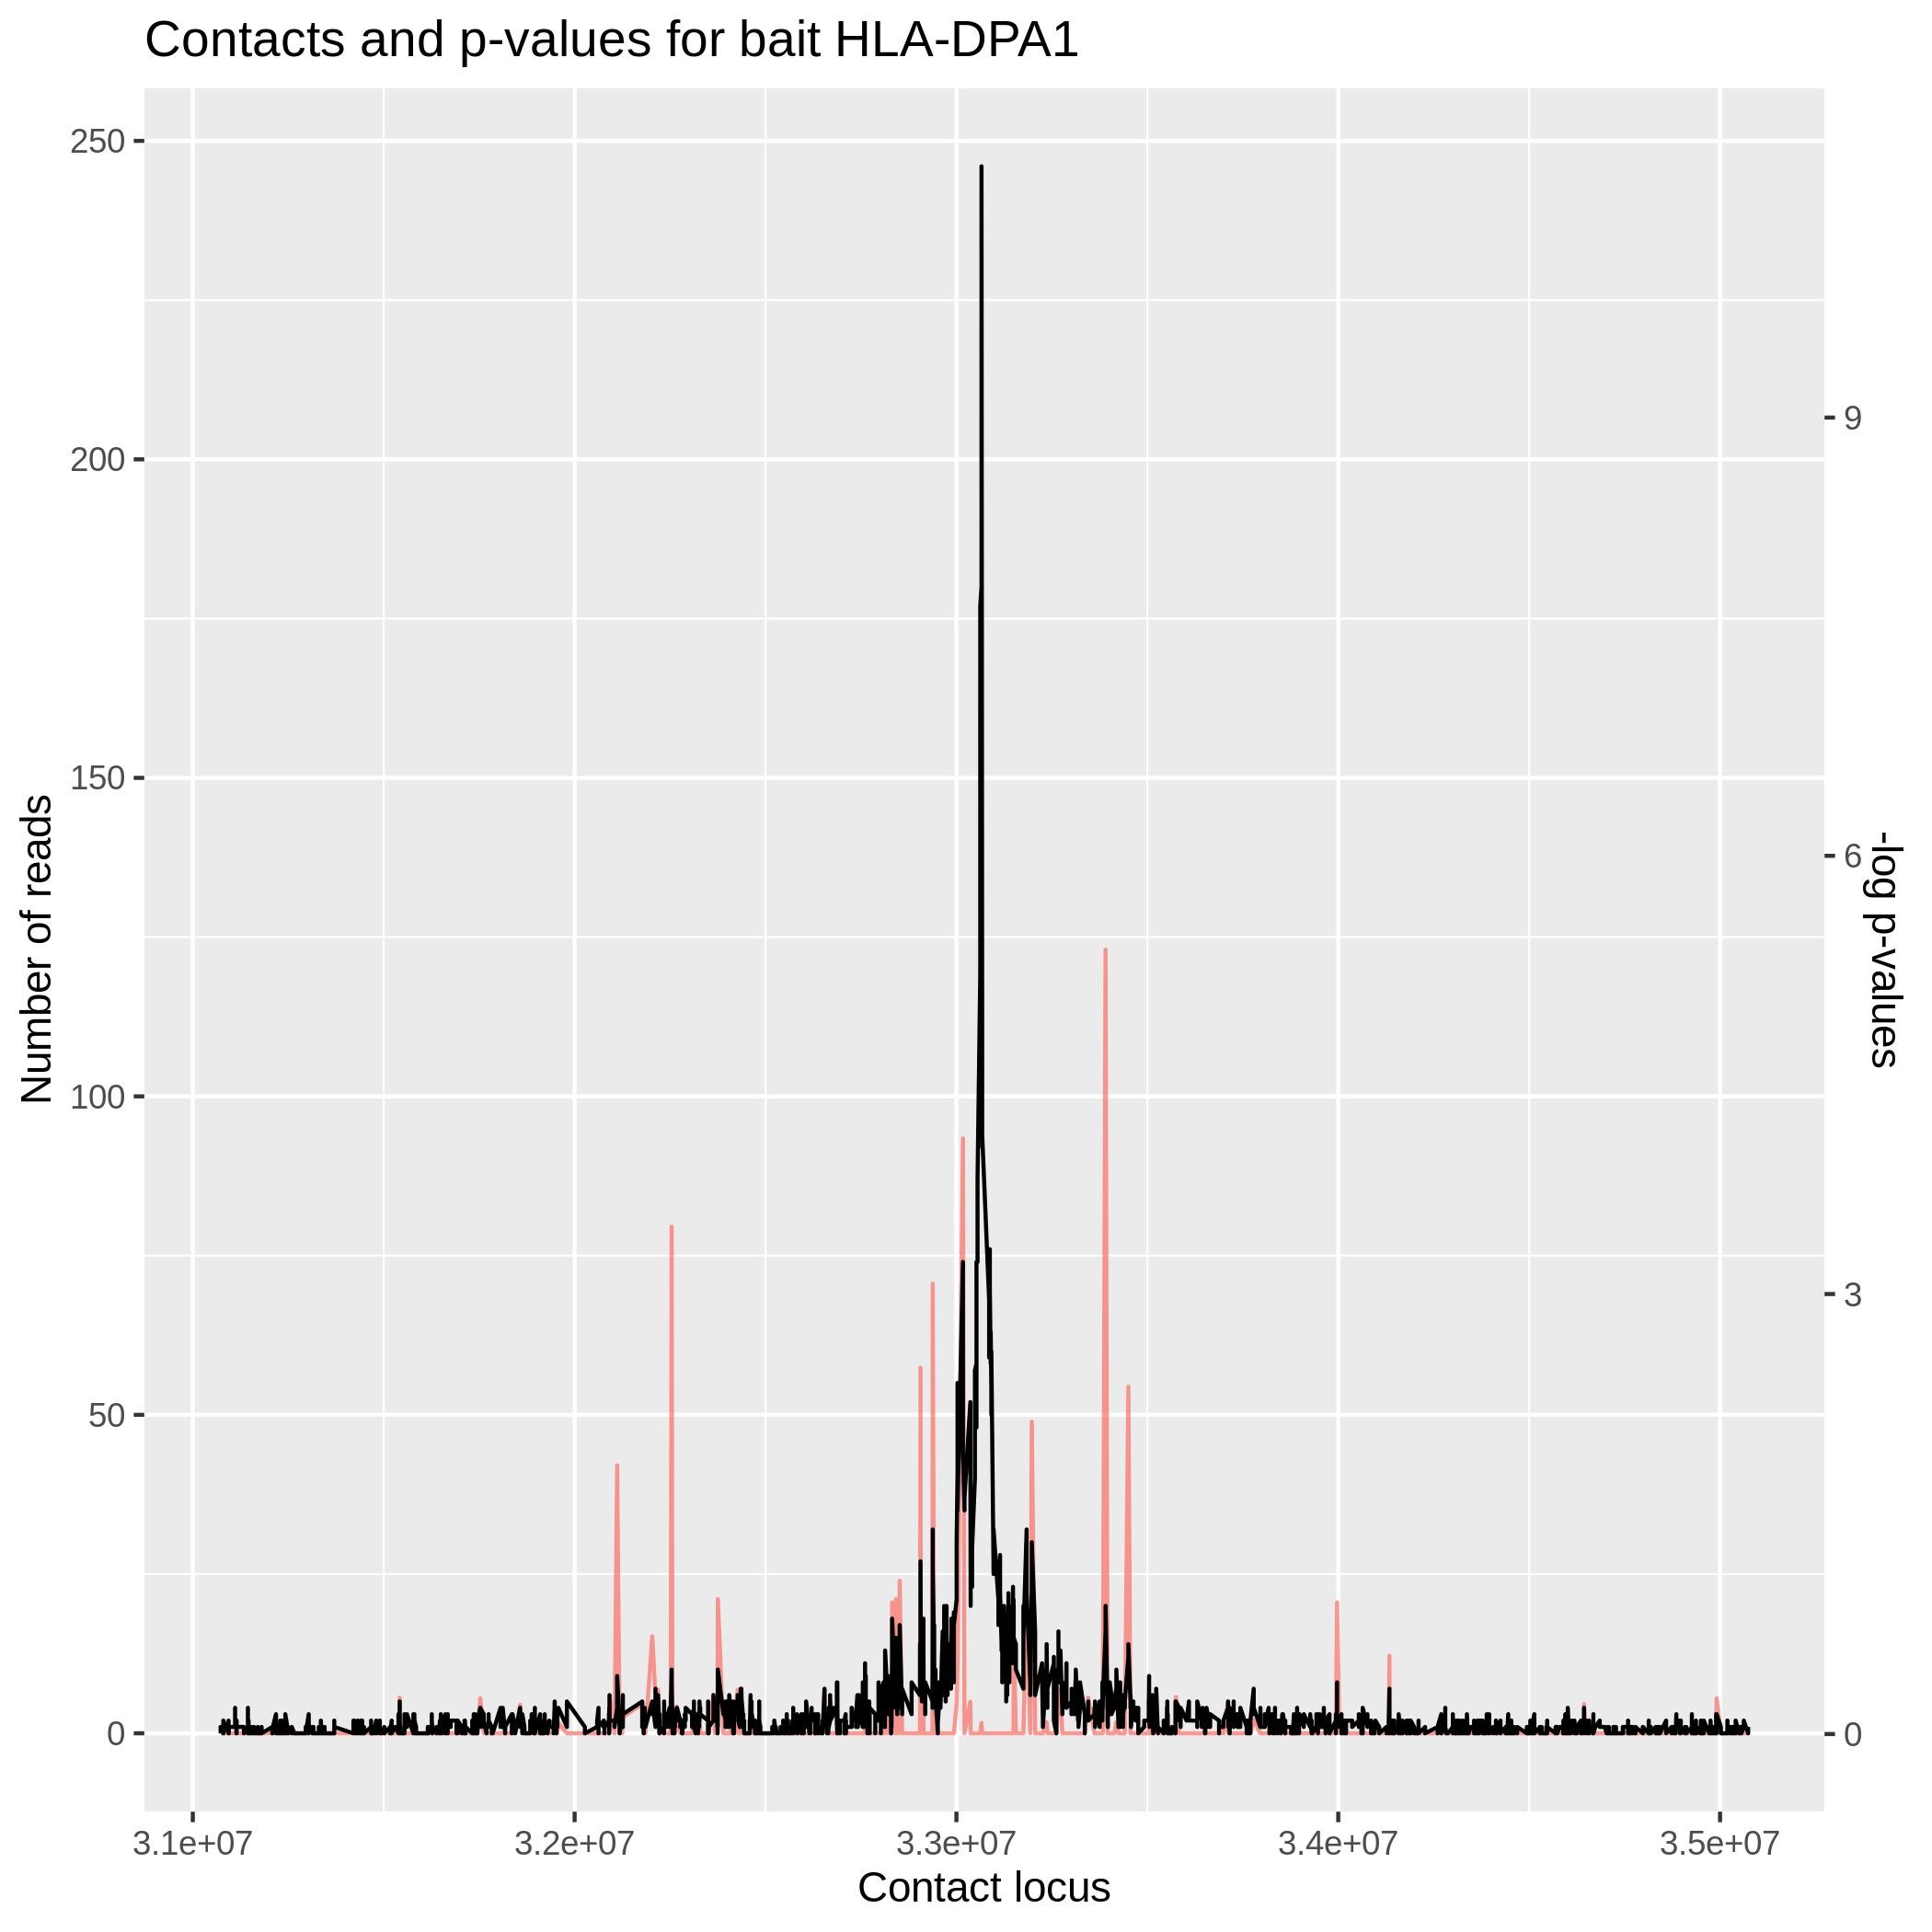 Contacts and p-values for bait HLA-DPA1
250
200
150
100
50
0
Number of reads
9
6
3
0
-log p-values
3.1e+07
3.2e+07
3.3e+07
3.4e+07
3.5e+07
Contact locus